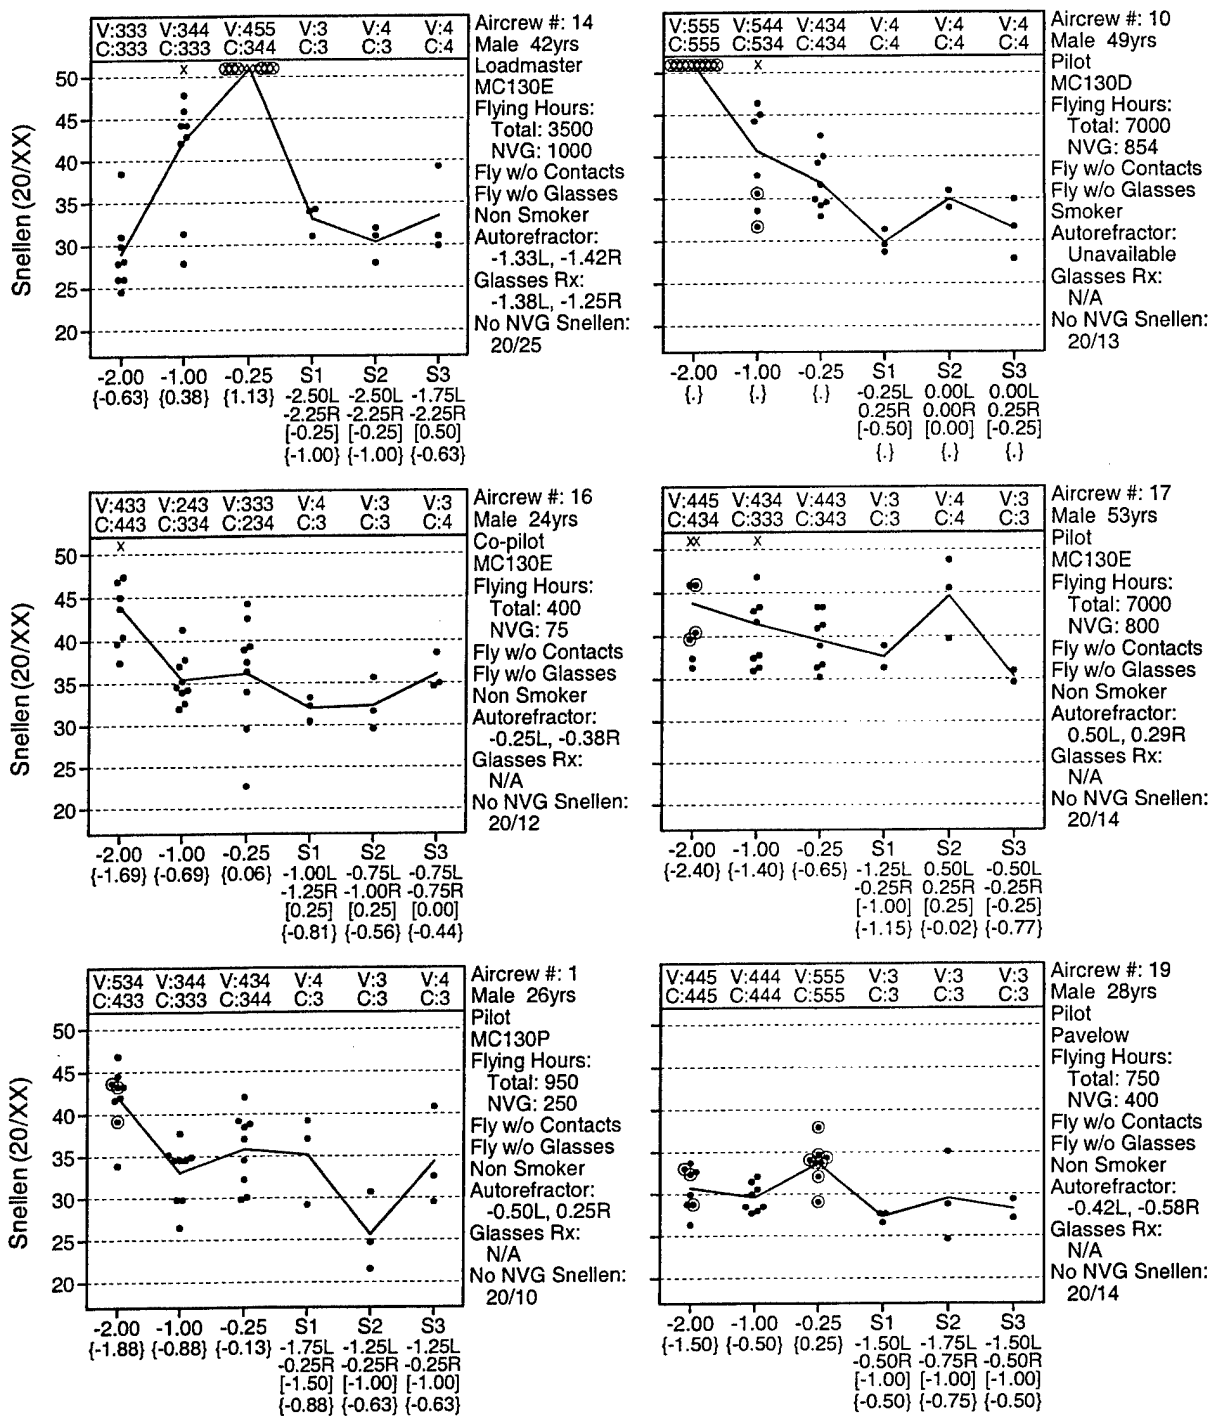 V:333 V:344 V:455 V:3 V:4 V:4
C:333 C:333 C:344 C:3 C:3 C:4
Aircrew #: 14
Male 42yrs
Loadmaster
MC130E
Flying Hours:
Total: 3500
NVG: 1000
Fly w/o Contacts
Fly w/o Glasses
Non Smoker
Autorefractor:
-1.33L, -1.42R
Glasses Rx:
-1.38L, -1.25R
No NVG Snellen:
20/25
Snellen (20/XX)
50
45
40
35
30
25
20
-2.00 -1.00 -0.25 S1 S2 S3
{-0.63} {0.38} {1.13} -2.50L -2.50L -1.75L
-2.25R -2.25R -2.25R
[-0.25] [-0.25] [0.50]
{-1.00} {-1.00} {-0.63}
V:555 V:544 V:434 V:4 V:4 V:4
C:555 C:534 C:434 C:4 C:4 C:4
Aircrew #: 10
Male 49yrs
Pilot
MC130D
Flying Hours:
Total: 7000
NVG: 854
Fly w/o Contacts
Fly w/o Glasses
Smoker
Autorefractor:
Unavailable
Glasses Rx:
N/A
No NVG Snellen:
20/13
-2.00 -1.00 -0.25 S1 S2 S3
{.} {.} {.} -0.25L 0.00L 0.00L
0.25R 0.00R 0.25R
[-0.50] [0.00] [-0.25]
{.} {.} {.}
V:433 V:243 V:333 V:4 V:3 V:3
C:443 C:334 C:234 C:3 C:3 C:4
Aircrew #: 16
Male 24yrs
Co-pilot
MC130E
Flying Hours:
Total: 400
NVG: 75
Fly w/o Contacts
Fly w/o Glasses
Non Smoker
Autorefractor:
-0.25L, -0.38R
Glasses Rx:
N/A
No NVG Snellen:
20/12
Snellen (20/XX)
50
45
40
35
30
25
20
-2.00 -1.00 -0.25 S1 S2 S3
{-1.69} {-0.69} {0.06} -1.00L -0.75L -0.75L
-1.25R -1.00R -0.75R
[0.25] [0.25] [0.00]
{-0.81} {-0.56} {-0.44}
V:445 V:434 V:443 V:3 V:4 V:3
C:434 C:333 C:343 C:3 C:4 C:3
Aircrew #: 17
Male 53yrs
Pilot
MC130E
Flying Hours:
Total: 7000
NVG: 800
Fly w/o Contacts
Fly w/o Glasses
Non Smoker
Autorefractor:
0.50L, 0.29R
Glasses Rx:
N/A
No NVG Snellen:
20/14
-2.00 -1.00 -0.25 S1 S2 S3
{-2.40} {-1.40} {-0.65} -1.25L 0.50L -0.50L
-0.25R 0.25R -0.25R
[-1.00] [0.25] [-0.25]
{-1.15} {-0.02} {-0.77}
V:534 V:344 V:434 V:4 V:3 V:4
C:433 C:333 C:344 C:3 C:3 C:3
Aircrew #: 1
Male 26yrs
Pilot
MC130P
Flying Hours:
Total: 950
NVG: 250
Fly w/o Contacts
Fly w/o Glasses
Non Smoker
Autorefractor:
-0.50L, 0.25R
Glasses Rx:
N/A
No NVG Snellen:
20/10
Snellen (20/XX)
50
45
40
35
30
25
20
-2.00 -1.00 -0.25 S1 S2 S3
{-1.88} {-0.88} {-0.13} -1.75L -1.25L -1.25L
-0.25R -0.25R -0.25R
[-1.50] [-1.00] [-1.00]
{-0.88} {-0.63} {-0.63}
V:445 V:444 V:555 V:3 V:3 V:3
C:445 C:444 C:555 C:3 C:3 C:3
Aircrew #: 19
Male 28yrs
Pilot
Pavelow
Flying Hours:
Total: 750
NVG: 400
Fly w/o Contacts
Fly w/o Glasses
Non Smoker
Autorefractor:
-0.42L, -0.58R
Glasses Rx:
N/A
No NVG Snellen:
20/14
-2.00 -1.00 -0.25 S1 S2 S3
{-1.50} {-0.50} {0.25} -1.50L -1.75L -1.50L
-0.50R -0.75R -0.50R
[-1.00] [-1.00] [-1.00]
{-0.50} {-0.75} {-0.50}